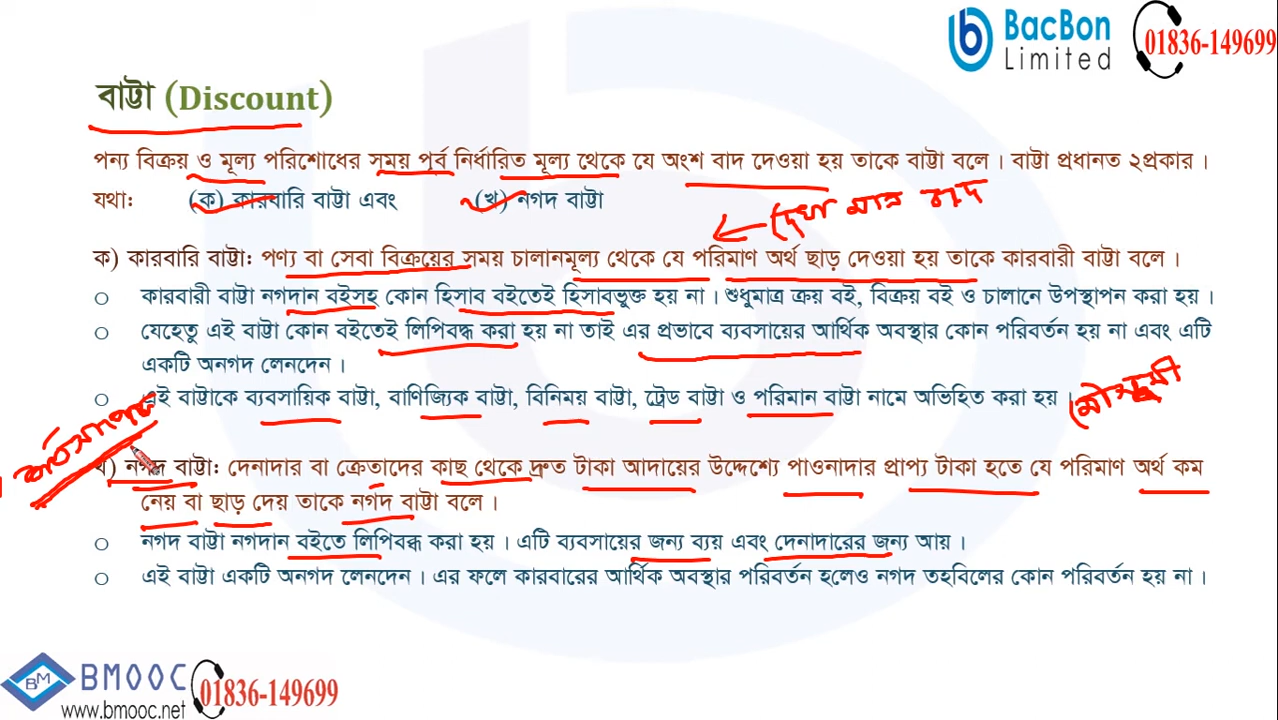 BacBon
Limited
01836-149699
বাট্টা (Discount)
পন্য বিক্রয় ও মূল্য পরিশোধের সময় পূর্ব নির্ধারিত মূল্য থেকে যে অংশ বাদ দেওয়া হয় তাকে বাট্টা বলে। বাট্টা প্রধানত ২প্রকার।
যথা: (ক) কারবারি বাট্টা এবং (খ) নগদ বাট্টা
দেখা মাত্র বাদ
ক) কারবারি বাট্টা: পণ্য বা সেবা বিক্রয়ের সময় চালানমূল্য থেকে যে পরিমাণ অর্থ ছাড় দেওয়া হয় তাকে কারবারী বাট্টা বলে।
কারবারী বাট্টা নগদান বইসহ কোন হিসাব বইতেই হিসাবভুক্ত হয় না। শুধুমাত্র ক্রয় বই, বিক্রয় বই ও চালানে উপস্থাপন করা হয়।
যেহেতু এই বাট্টা কোন বইতেই লিপিবদ্ধ করা হয় না তাই এর প্রভাবে ব্যবসায়ের আর্থিক অবস্থার কোন পরিবর্তন হয় না এবং এটি
একটি অনগদ লেনদেন।
এই বাট্টাকে ব্যবসায়িক বাট্টা, বাণিজ্যিক বাট্টা, বিনিময় বাট্টা, ট্রেড বাট্টা ও পরিমান বাট্টা নামে অভিহিত করা হয়।
খ) নগদ বাট্টা: দেনাদার বা ক্রেতাদের কাছ থেকে দ্রুত টাকা আদায়ের উদ্দেশ্যে পাওনাদার প্রাপ্য টাকা হতে যে পরিমাণ অর্থ কম
নেয় বা ছাড় দেয় তাকে নগদ বাট্টা বলে।
নগদ বাট্টা নগদান বইতে লিপিবদ্ধ করা হয়। এটি ব্যবসায়ের জন্য ব্যয় এবং দেনাদারের জন্য আয়।
এই বাট্টা একটি অনগদ লেনদেন। এর ফলে কারবারের আর্থিক অবস্থার পরিবর্তন হলেও নগদ তহবিলের কোন পরিবর্তন হয় না।
BM
BMOOC
www.bmooc.net
01836-149699